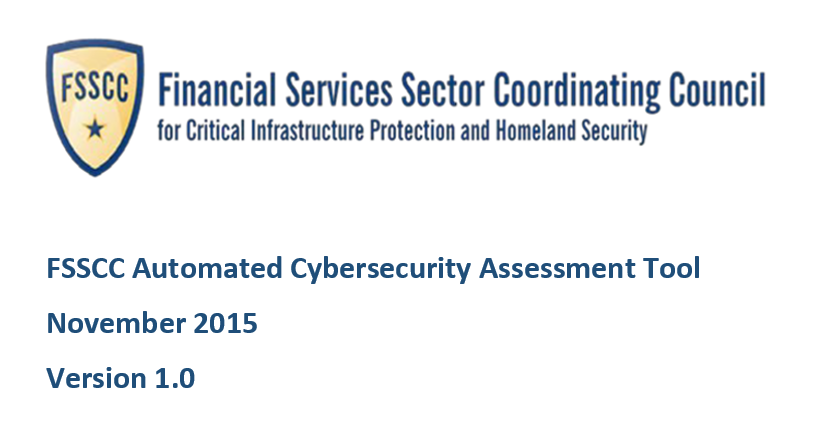 FSSCC
Financial Services Sector Coordinating Council
for Critical Infrastructure Protection and Homeland Security
FSSCC Automated Cybersecurity Assessment Tool
November 2015
Version 1.0